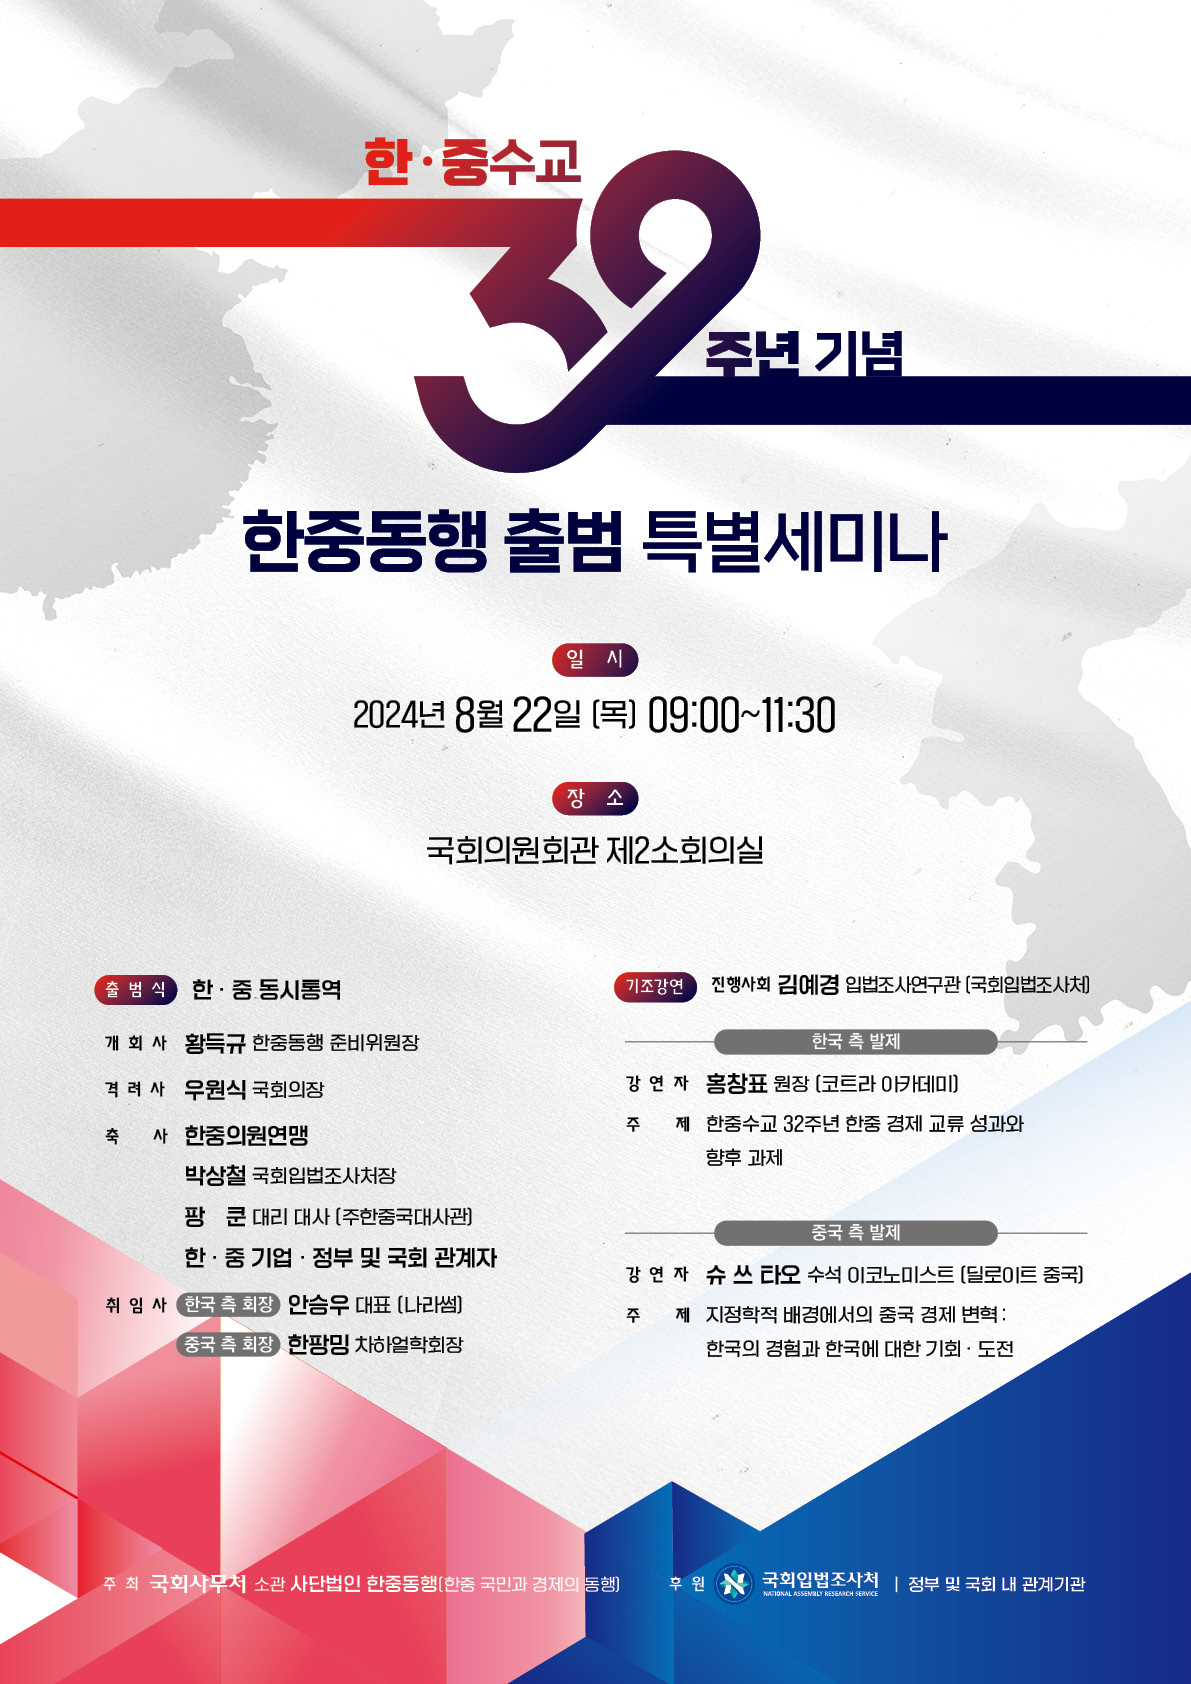 한·중수교
32
주년 기념
한중동행 출범 특별세미나
일 시
2024년 8월 22일 (목) 09:00~11:30
장 소
국회의원회관 제2소회의실
출 범 식 한·중 동시통역
개 회 사 황득규 한중동행 준비위원장
격 려 사 우원식 국회의장
축 사 한중의원연맹
박상철 국회입법조사처장
팡 쿤 대리 대사 (주한중국대사관)
한·중 기업·정부 및 국회 관계자
취 임 사 한국 측 회장 안승우 대표 (나라썸)
중국 측 회장 한팡밍 차하얼학회장
기조강연 진행사회 김예경 입법조사연구관 (국회입법조사처)
한국 측 발제
강 연 자 홍창표 원장 (코트라 아카데미)
주 제 한중수교 32주년 한중 경제 교류 성과와
향후 과제
중국 측 발제
강 연 자 슈 쓰 타오 수석 이코노미스트 (딜로이트 중국)
주 제 지정학적 배경에서의 중국 경제 변혁 :
한국의 경험과 한국에 대한 기회·도전
주 최 국회사무처 소관 사단법인 한중동행(한중 국민과 경제의 동행)
후 원 국회입법조사처 | 정부 및 국회 내 관계기관
NATIONAL ASSEMBLY RESEARCH SERVICE